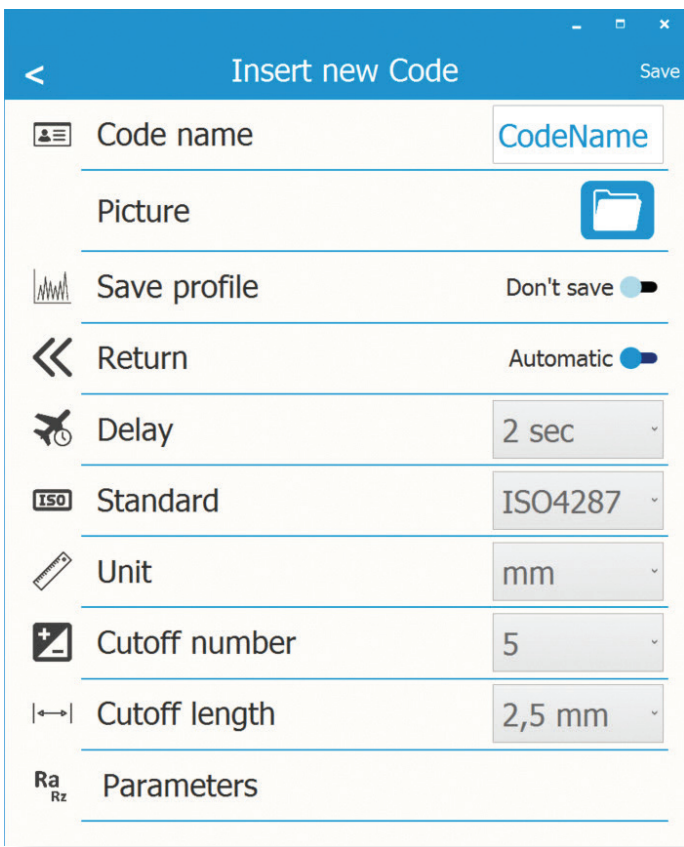 < Insert new Code Save
Code name CodeName
Picture
Save profile Don't save
Return Automatic
Delay 2 sec
ISO Standard ISO4287
Unit mm
Cutoff number 5
Cutoff length 2,5 mm
Ra Rz Parameters